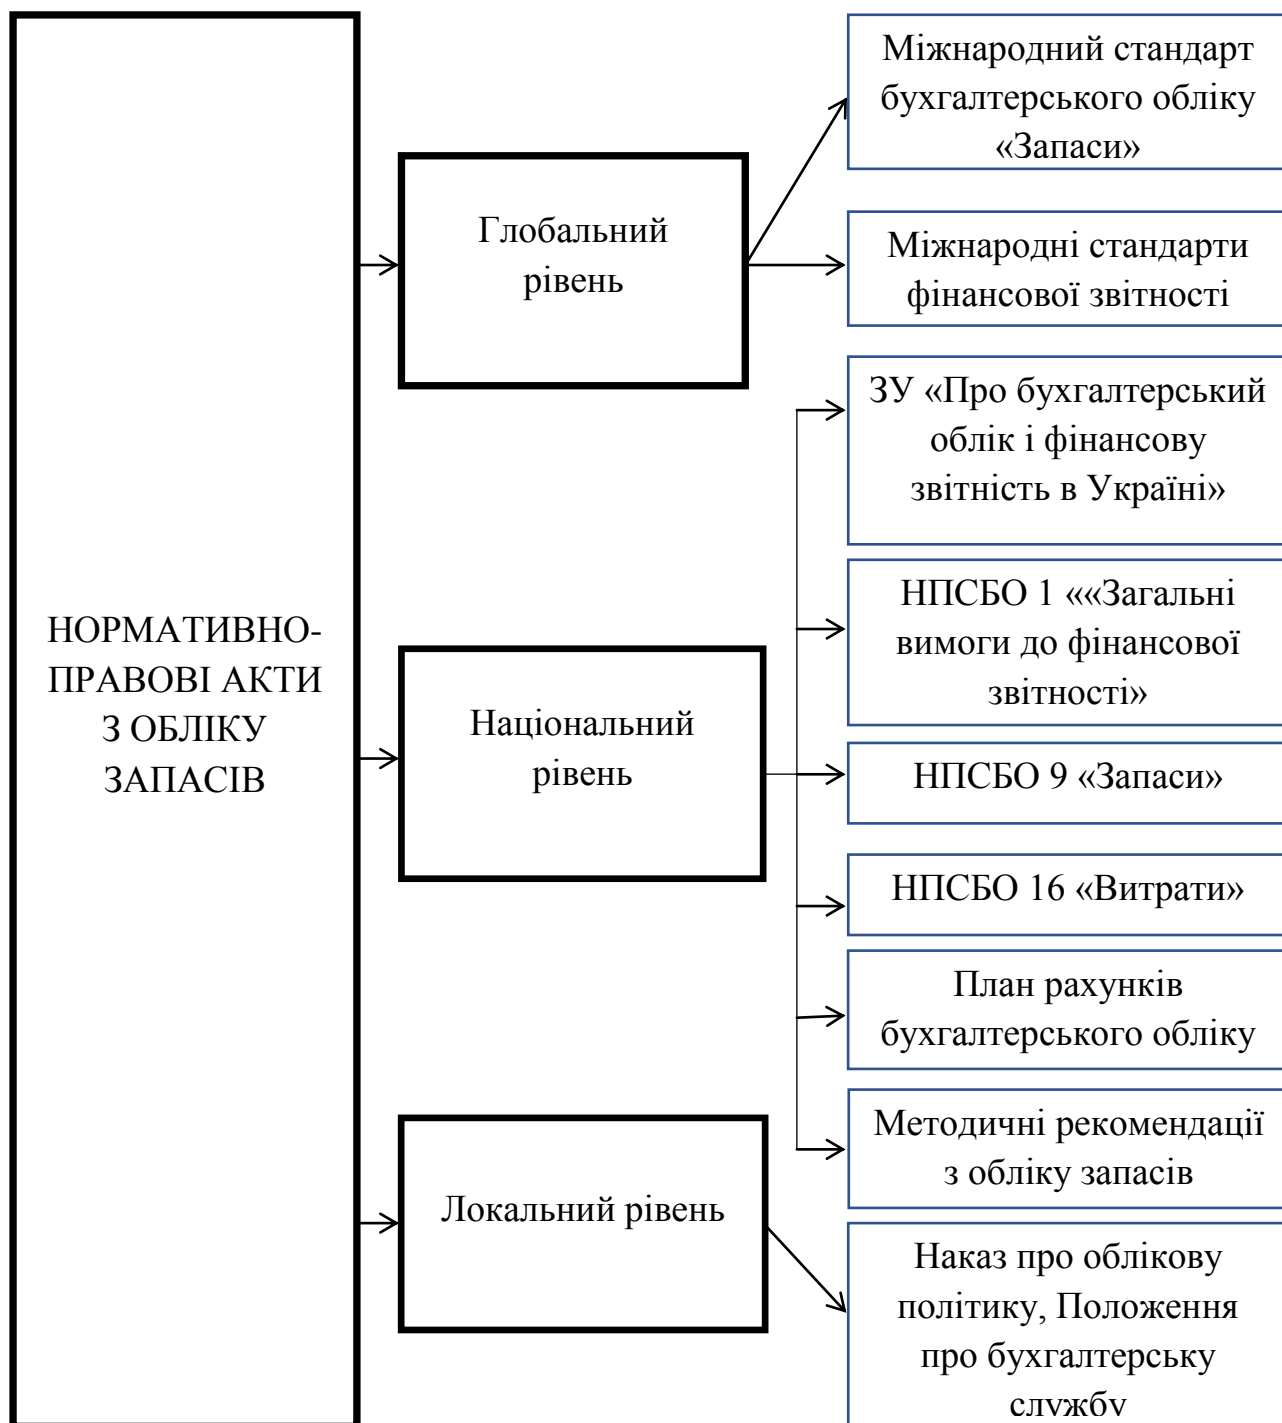 НОРМАТИВНО-
ПРАВОВІ АКТИ
З ОБЛІКУ
ЗАПАСІВ
Глобальний
рівень
Міжнародний стандарт
бухгалтерського обліку
«Запаси»
Міжнародні стандарти
фінансової звітності
Національний
рівень
ЗУ «Про бухгалтерський
облік і фінансову
звітність в Україні»
НПСБО 1 ««Загальні
вимоги до фінансової
звітності»
НПСБО 9 «Запаси»
НПСБО 16 «Витрати»
План рахунків
бухгалтерського обліку
Методичні рекомендації
з обліку запасів
Локальний рівень
Наказ про облікову
політику, Положення
про бухгалтерську
службу